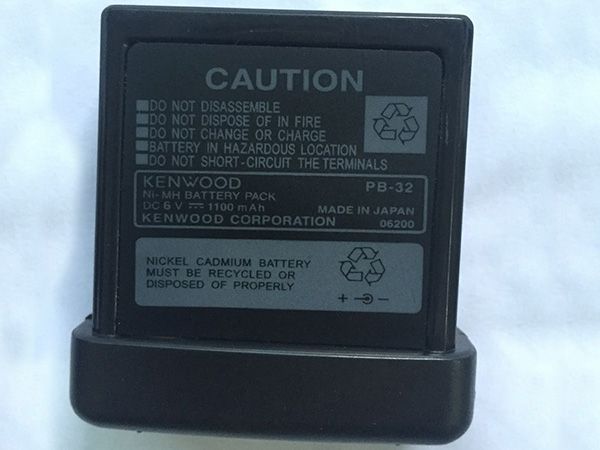 CAUTION
DO NOT DISASSEMBLE
DO NOT DISPOSE OF IN FIRE
DO NOT CHANGE OR CHARGE
BATTERY IN HAZARDOUS LOCATION
DO NOT SHORT-CIRCUIT THE TERMINALS
KENWOOD PB-32
Ni-MH BATTERY PACK
DC 6 V ⎓ 1100 mAh MADE IN JAPAN
KENWOOD CORPORATION 06200
NICKEL CADMIUM BATTERY
MUST BE RECYCLED OR
DISPOSED OF PROPERLY
+ -